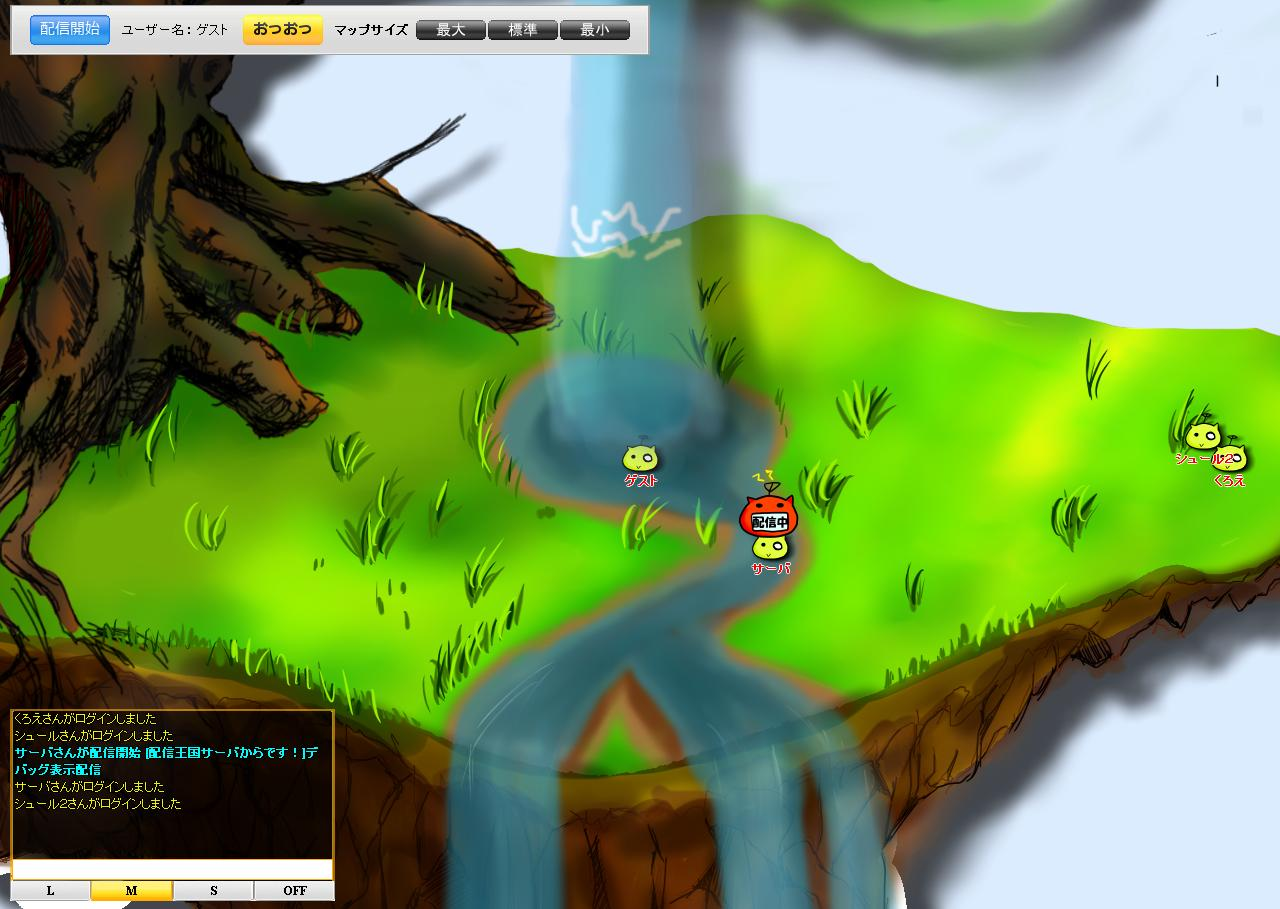 配信開始 ユーザー名：ゲスト おつおつ マップサイズ 最大 標準 最小
ゲスト
シュール2
くろえ
配信中
サーバ
くろえさんがログインしました
シュールさんがログインしました
サーバさんが配信開始 [配信王国サーバからです！]デ
バッグ表示配信
サーバさんがログインしました
シュール2さんがログインしました
L M S OFF